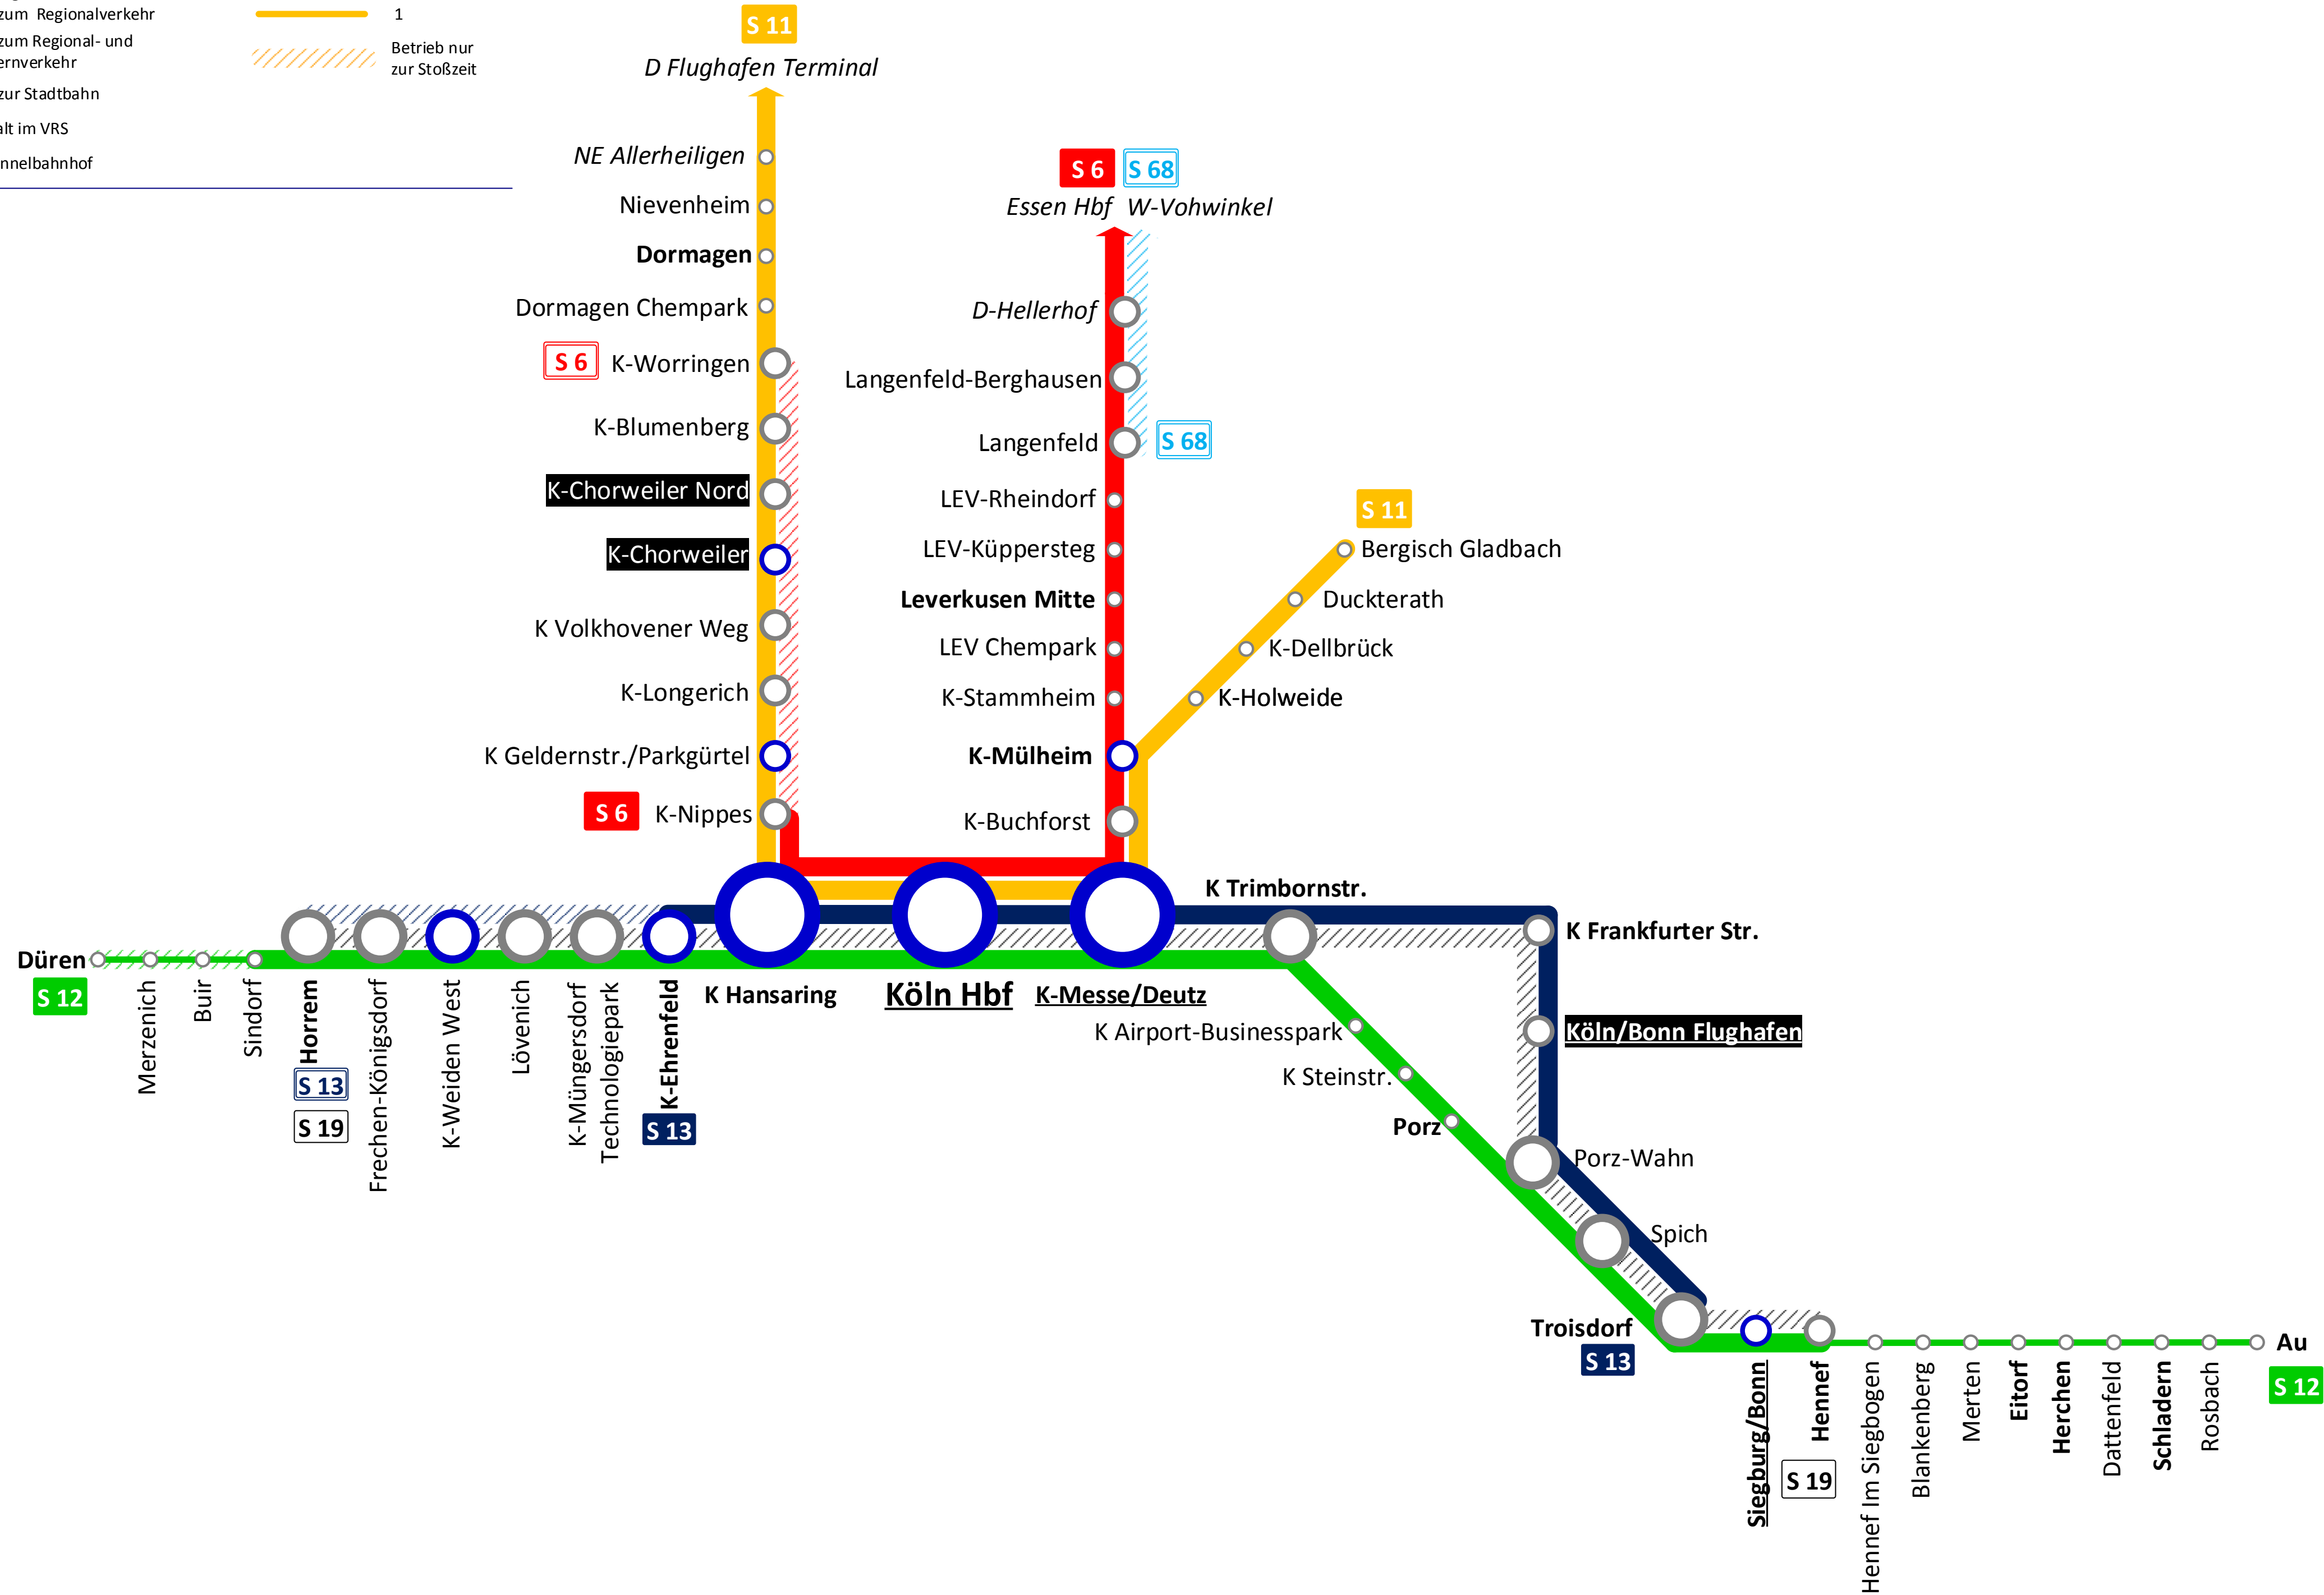 zum Regionalverkehr
1
zum Regional- und
ernverkehr
Betrieb nur
zur Stoßzeit
zur Stadtbahn
alt im VRS
nnelbahnhof
S 11
D Flughafen Terminal
NE Allerheiligen
Nievenheim
Dormagen
Dormagen Chempark
S 6
K-Worringen
K-Blumenberg
K-Chorweiler Nord
K-Chorweiler
K Volkhovener Weg
K-Longerich
K Geldernstr./Parkgürtel
S 6
K-Nippes
S 6
S 68
Essen Hbf
W-Vohwinkel
D-Hellerhof
Langenfeld-Berghausen
Langenfeld
S 68
LEV-Rheindorf
LEV-Küppersteg
Leverkusen Mitte
LEV Chempark
K-Stammheim
K-Mülheim
K-Buchforst
S 11
Bergisch Gladbach
Duckterath
K-Dellbrück
K-Holweide
Düren
S 12
Merzenich
Buir
Sindorf
Horrem
S 13
S 19
Frechen-Königsdorf
K-Weiden West
Lövenich
K-Müngersdorf
Technologiepark
K-Ehrenfeld
S 13
K Hansaring
Köln Hbf
K-Messe/Deutz
K Trimbornstr.
K Frankfurter Str.
Köln/Bonn Flughafen
K Airport-Businesspark
K Steinstr.
Porz
Porz-Wahn
Spich
Troisdorf
S 13
Siegburg/Bonn
Hennef
S 19
Hennef Im Siegbogen
Blankenberg
Merten
Eitorf
Herchen
Dattenfeld
Schladern
Rosbach
Au
S 12